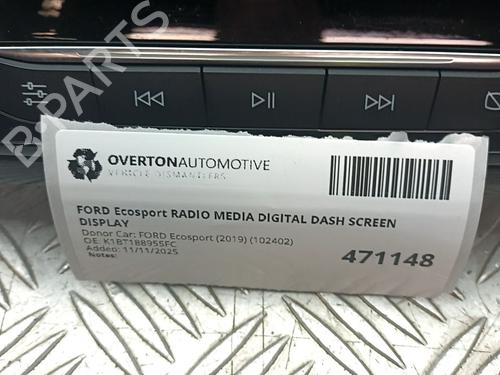 B-PARTS
OVERTONAUTOMOTIVE
VEHICLE DISMANTLERS
FORD Ecosport RADIO MEDIA DIGITAL DASH SCREEN
DISPLAY
Donor Car: FORD Ecosport (2019) (102402)
OE: K1BT18B955FC
Added: 11/11/2025
Notes:
471148